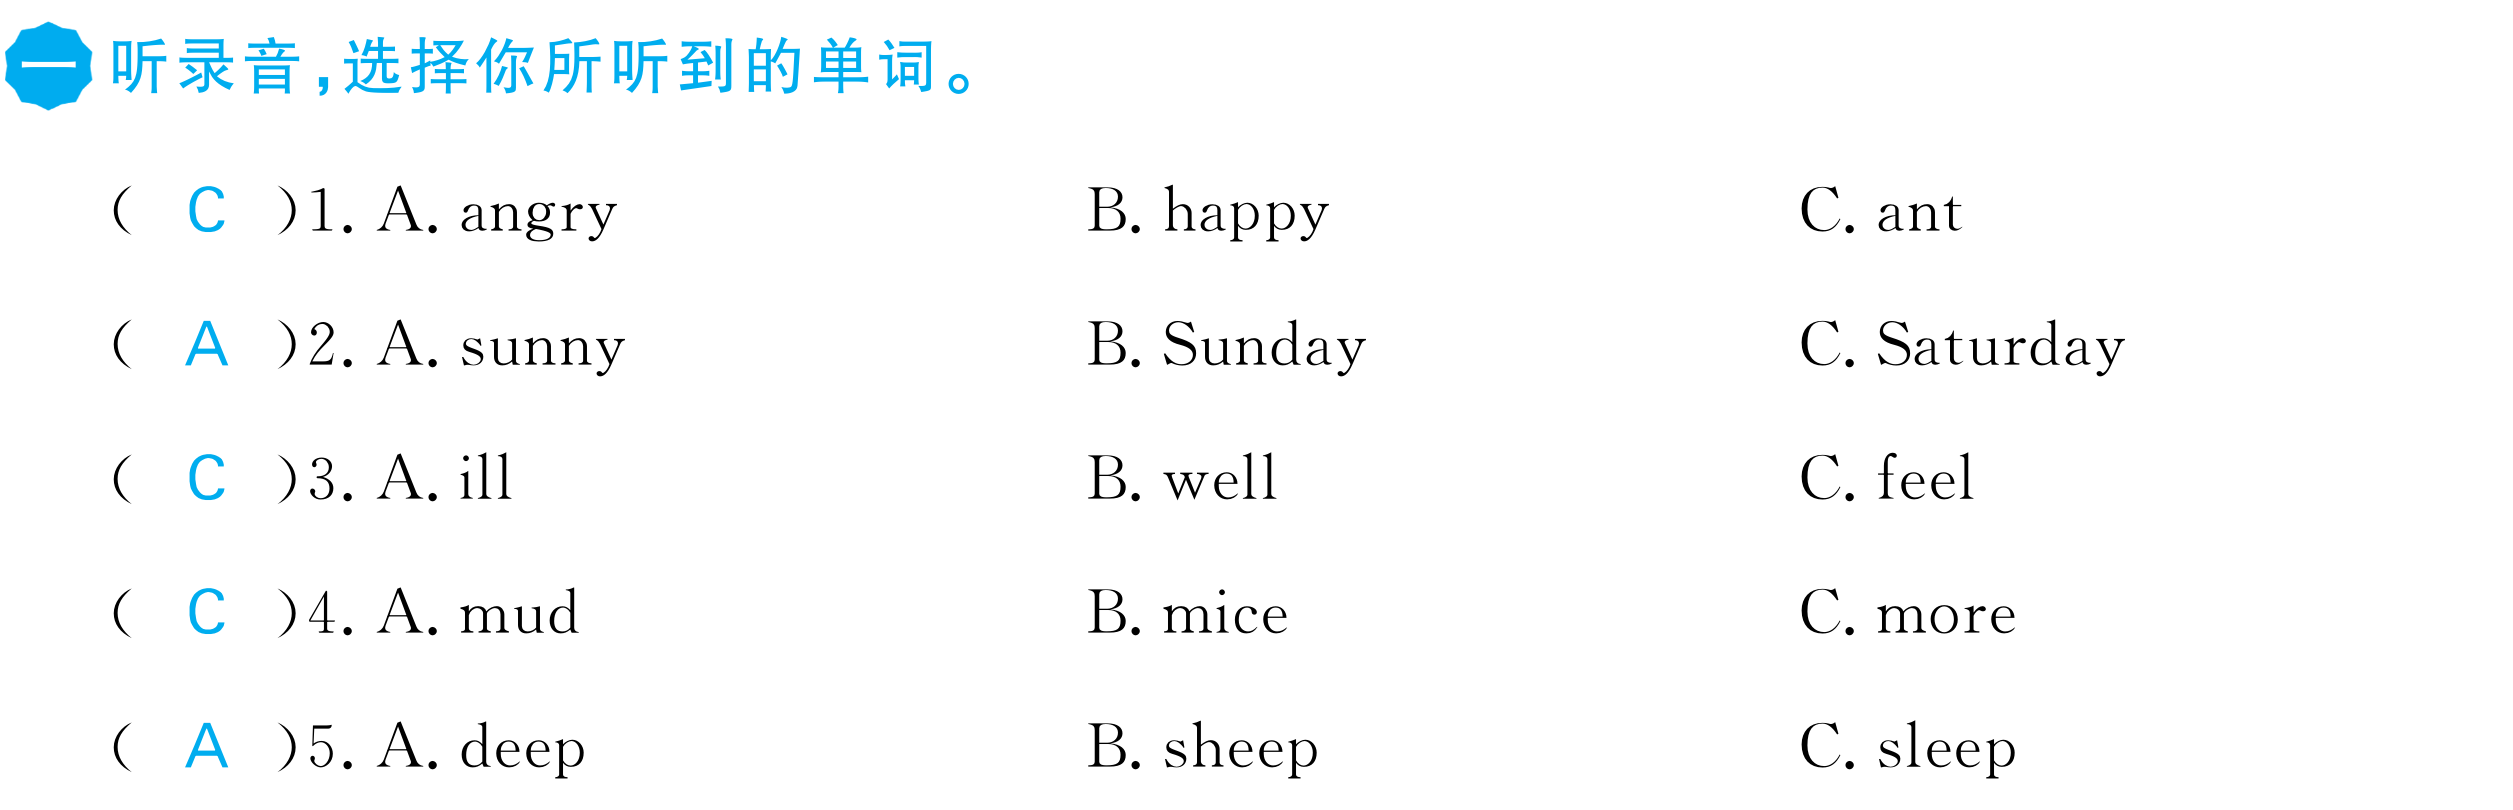 一 听录音,选择你所听到的单词。
( C )1. A. angry B. happy C. ant
( A )2. A. sunny B. Sunday C. Saturday
( C )3. A. ill B. well C. feel
( C )4. A. mud B. mice C. more
( A )5. A. deep B. sheep C. sleep